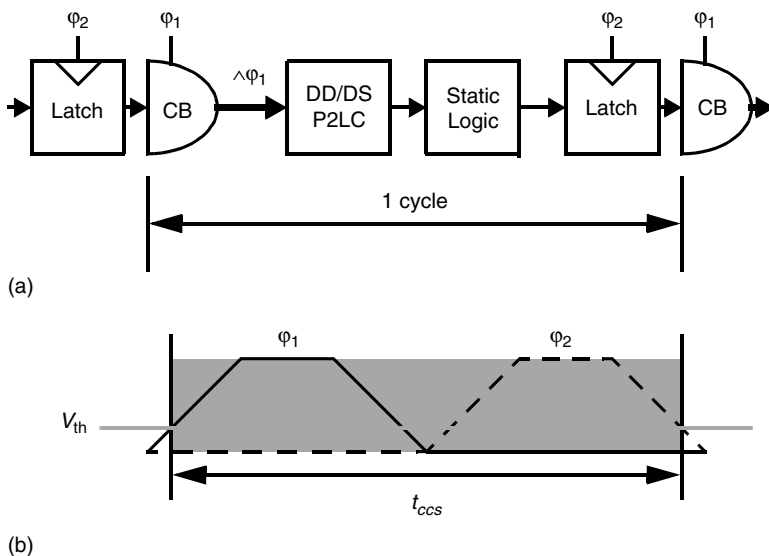 φ2 φ1 φ2 φ1
Latch CB ^φ1 DD/DS P2LC Static Logic Latch CB
1 cycle
(a)
φ1 φ2
Vth
tccs
(b)